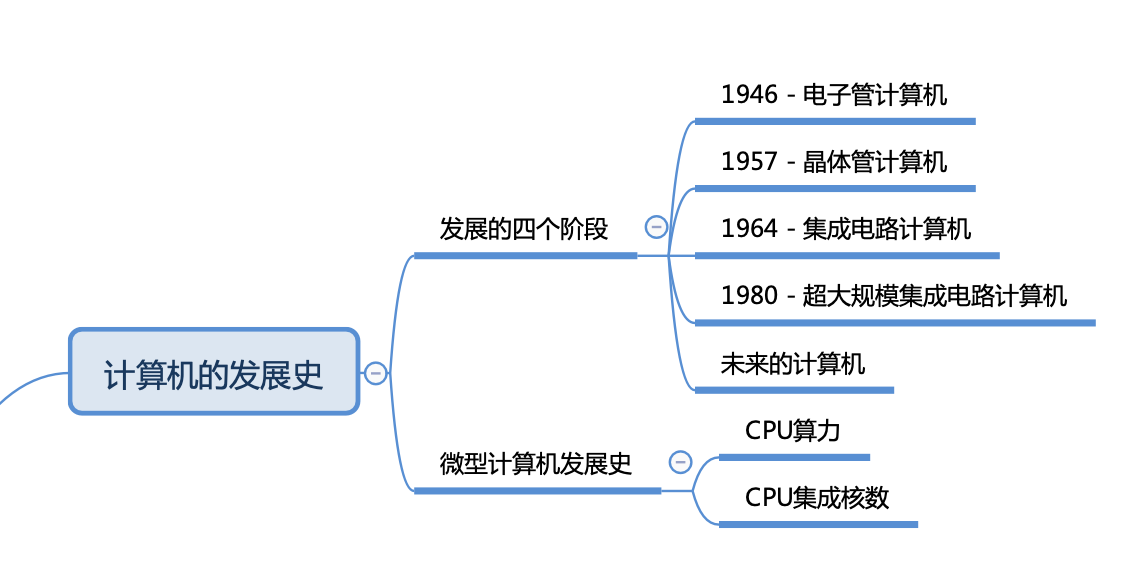 1946 - 电子管计算机
1957 - 晶体管计算机
发展的四个阶段
1964 - 集成电路计算机
1980 - 超大规模集成电路计算机
未来的计算机
计算机的发展史
CPU算力
微型计算机发展史
CPU集成核数